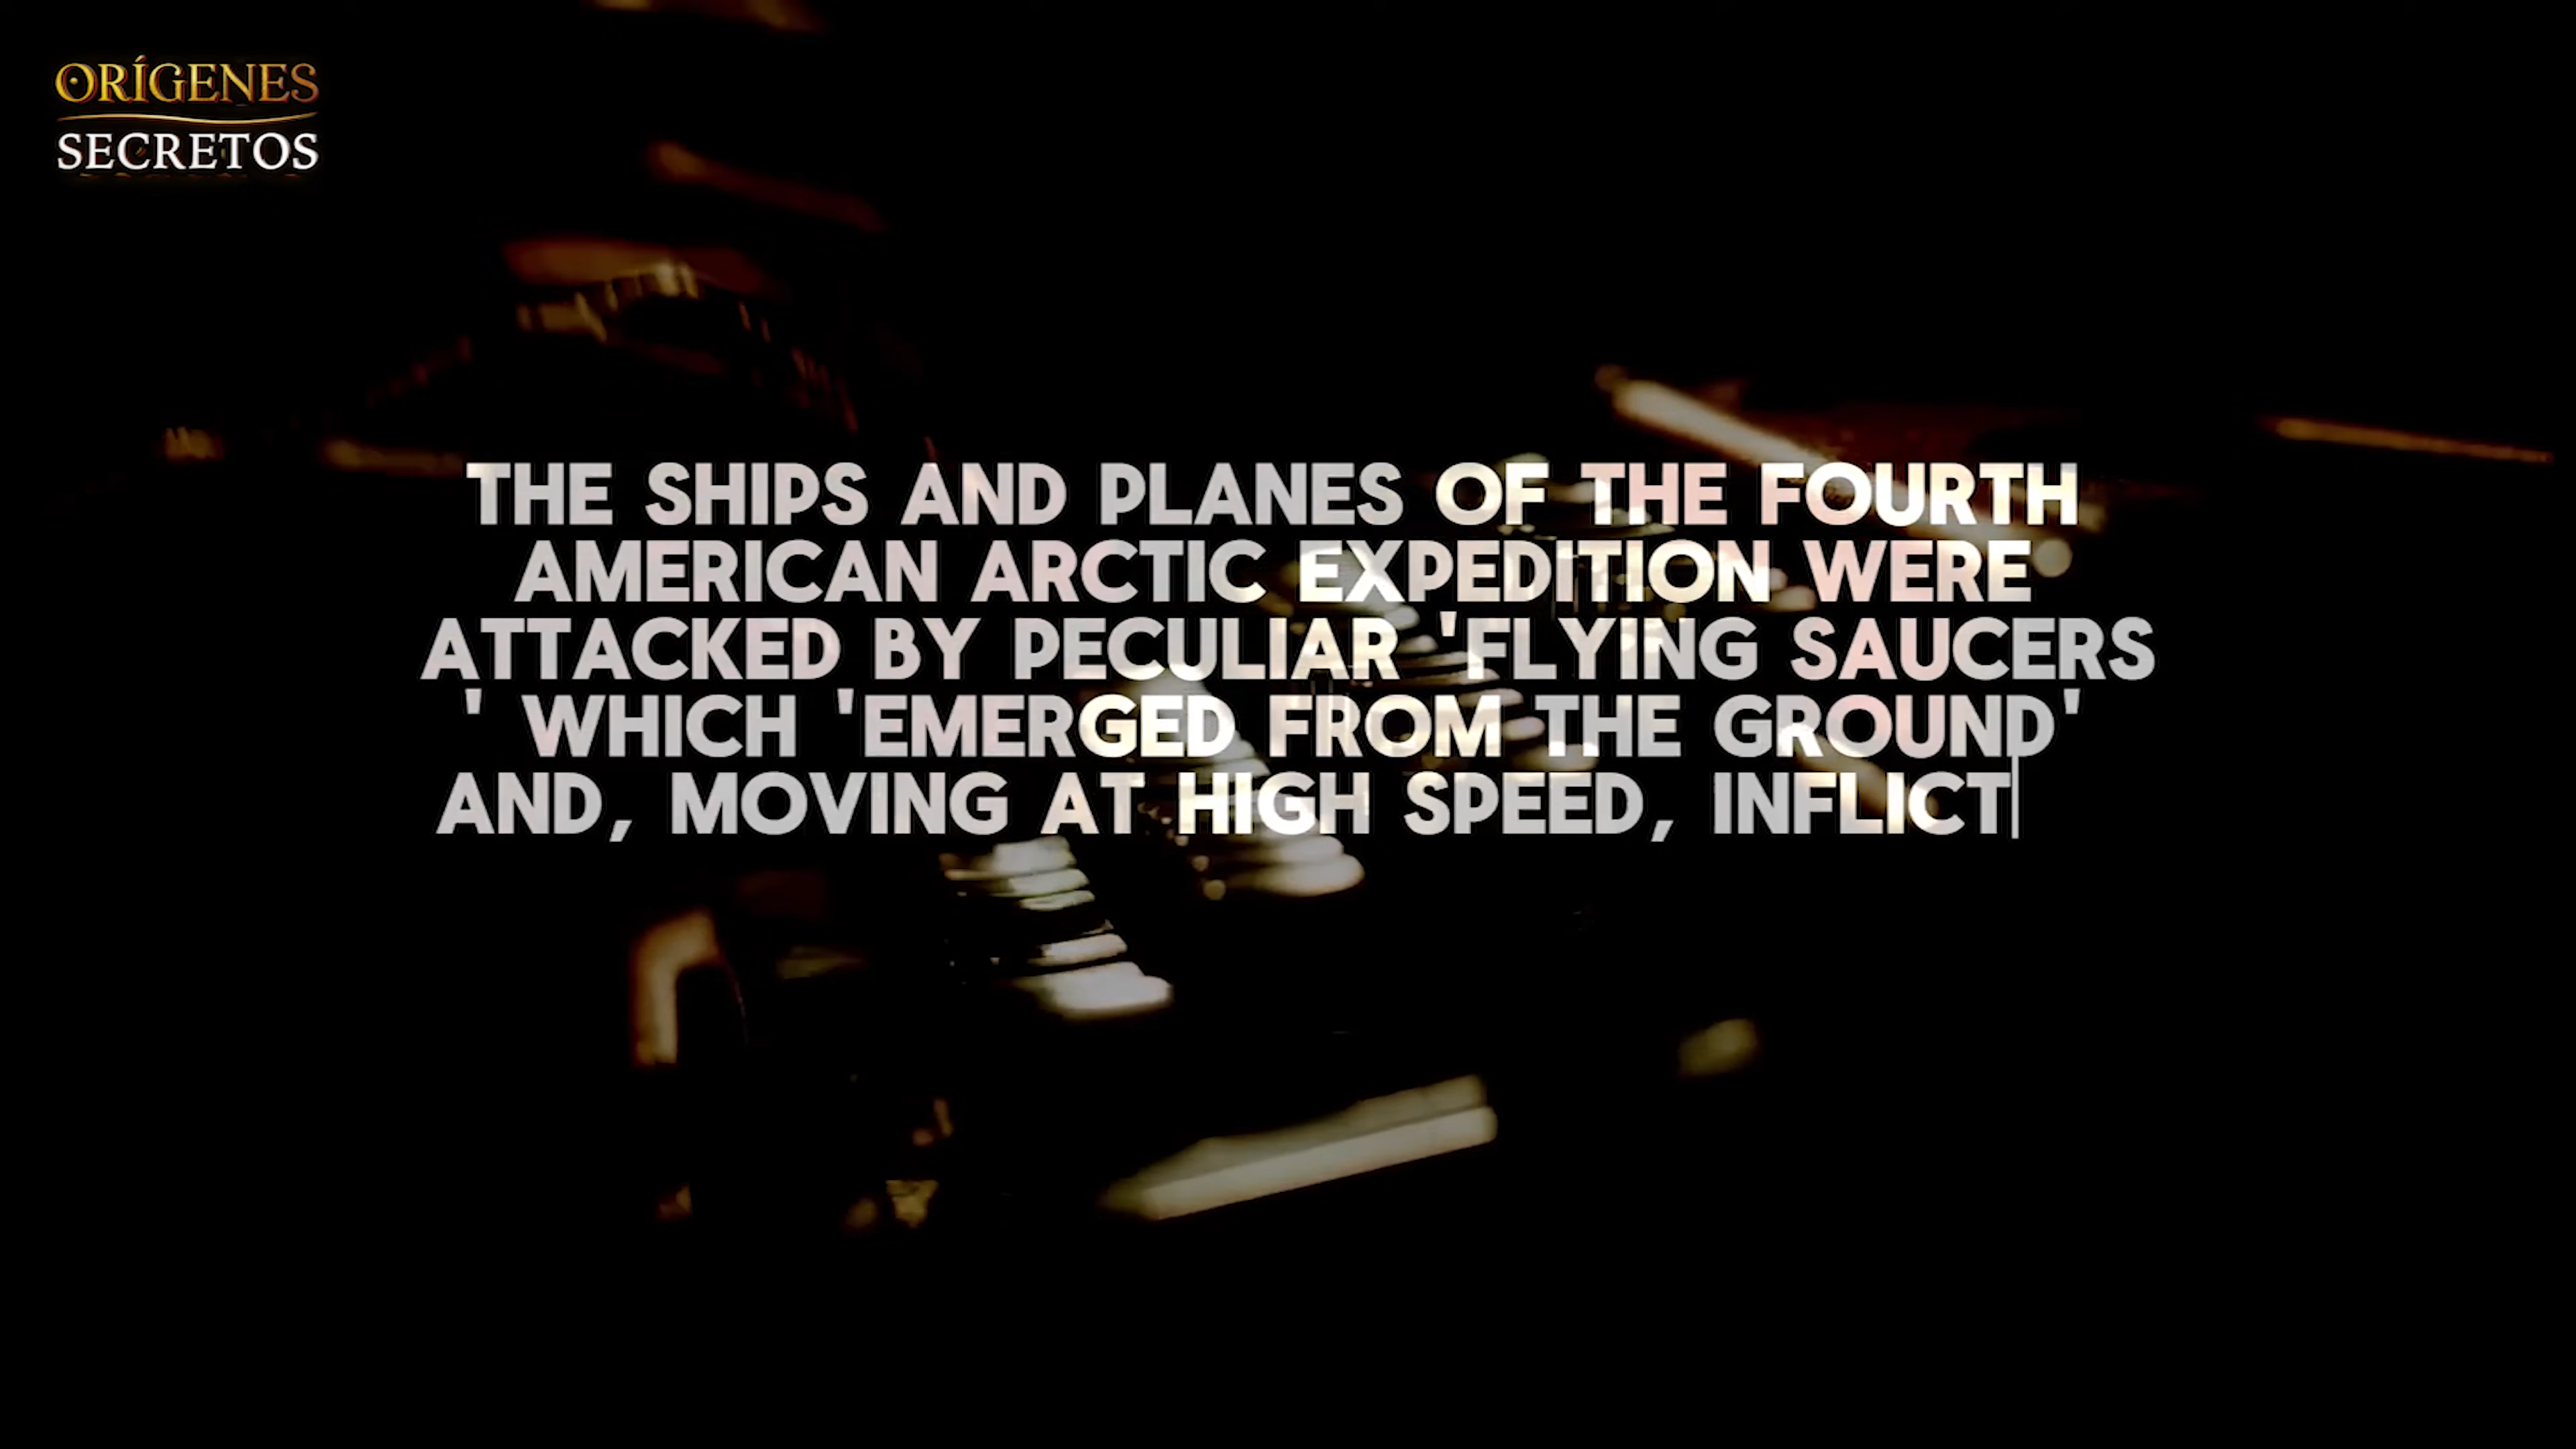 ORÍGENES
SECRETOS
THE SHIPS AND PLANES OF THE FOURTH
AMERICAN ARCTIC EXPEDITION WERE
ATTACKED BY PECULIAR 'FLYING SAUCERS
' WHICH 'EMERGED FROM THE GROUND'
AND, MOVING AT HIGH SPEED, INFLICT